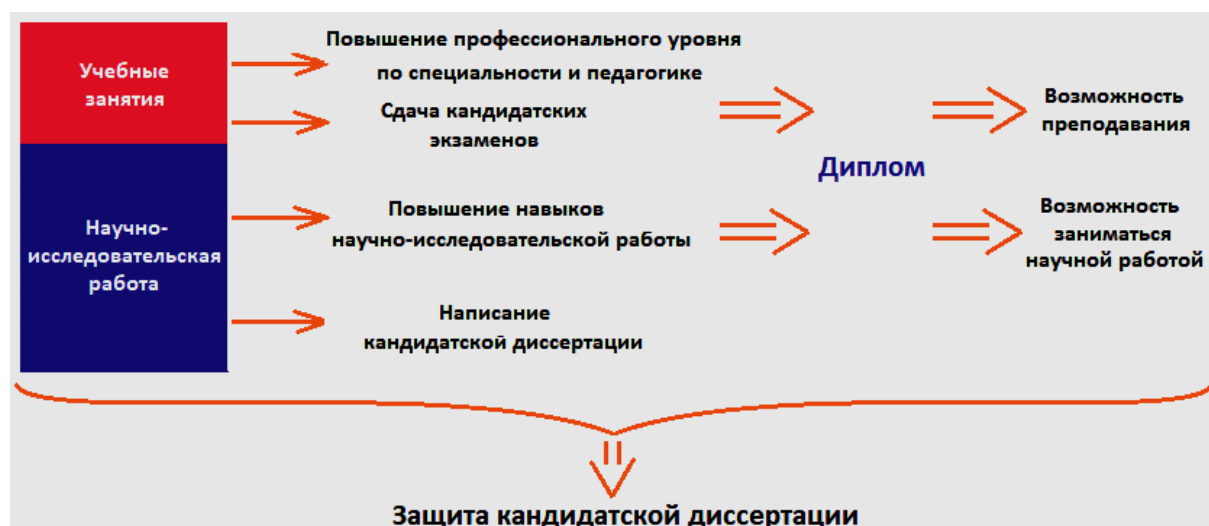 Учебные
занятия
Повышение профессионального уровня
по специальности и педагогике
Сдача кандидатских
экзаменов
Возможность
преподавания
Диплом
Научно-
исследовательская
работа
Повышение навыков
научно-исследовательской работы
Возможность
заниматься
научной работой
Написание
кандидатской диссертации
Защита кандидатской диссертации